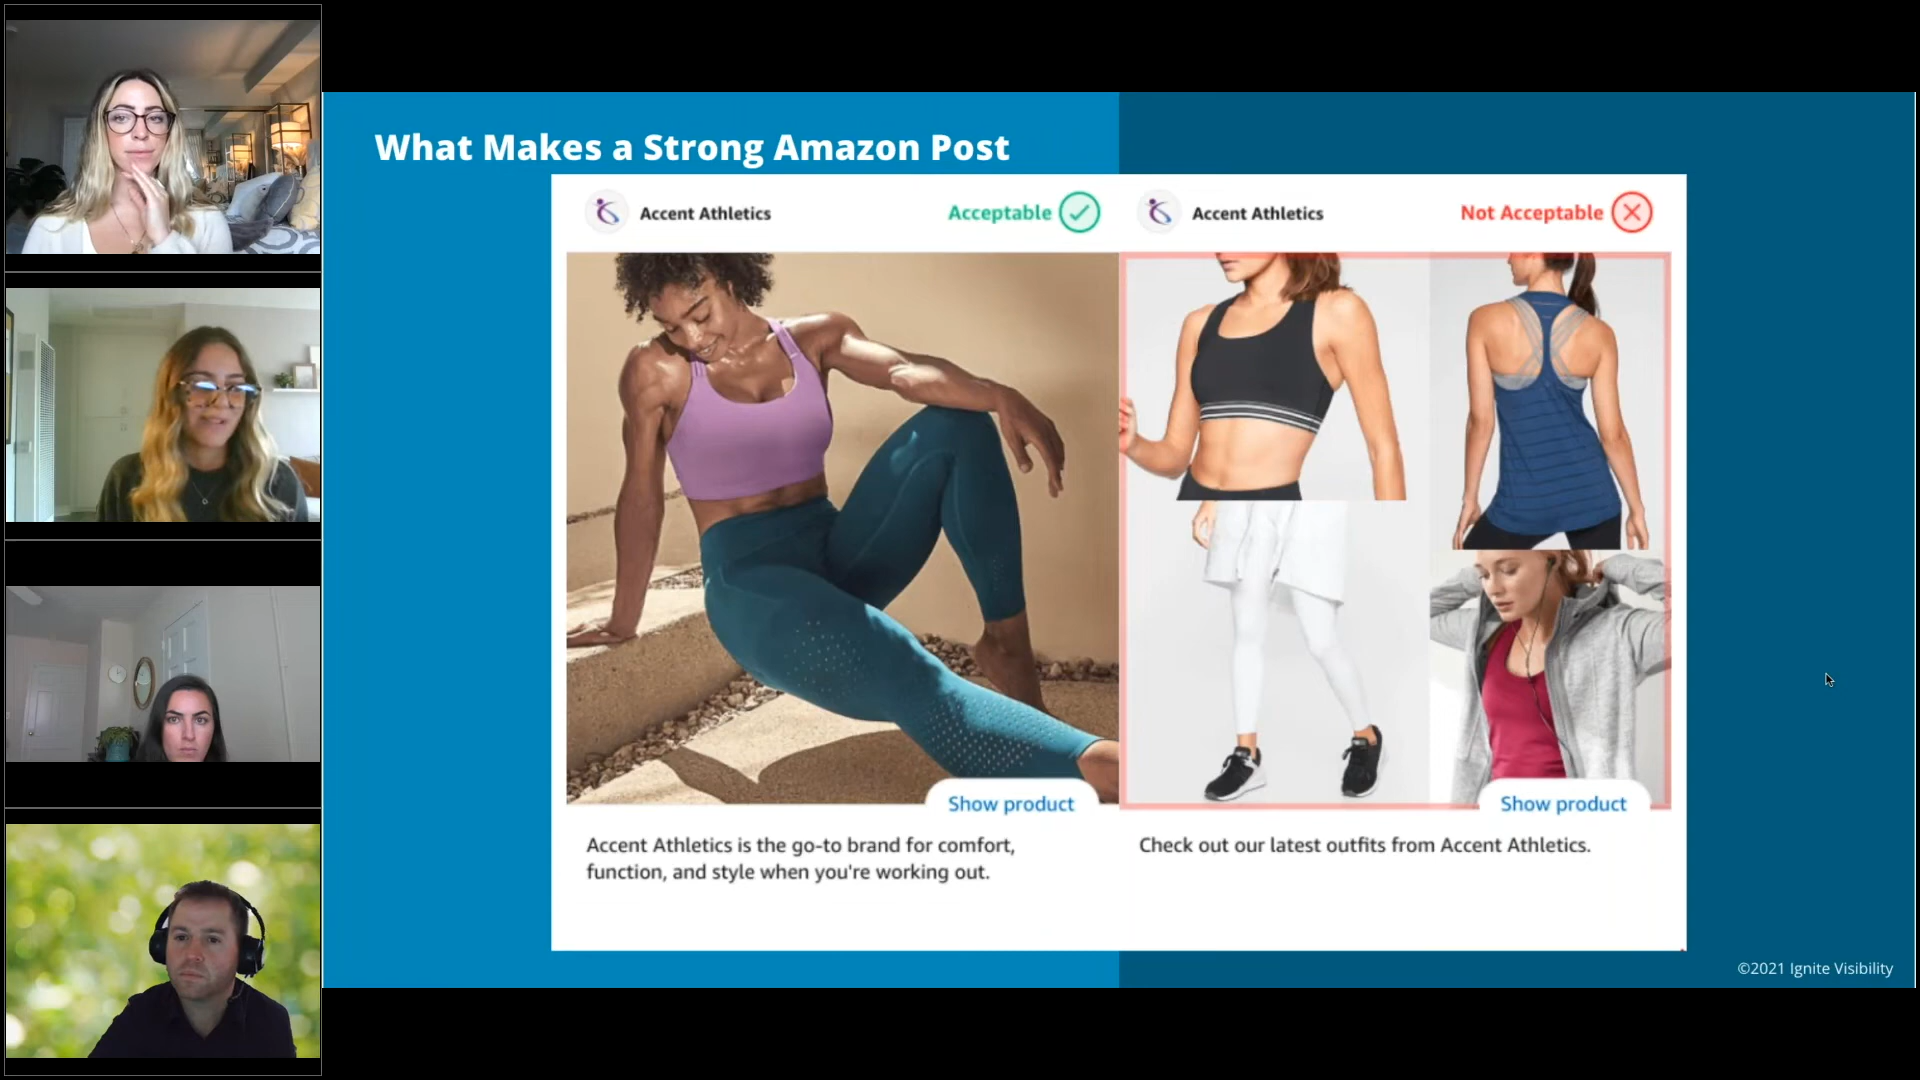 What Makes a Strong Amazon Post
Accent Athletics
Acceptable
Accent Athletics
Not Acceptable
Show product
Show product
Accent Athletics is the go-to brand for comfort,
function, and style when you're working out.
Check out our latest outfits from Accent Athletics.
©2021 Ignite Visibility